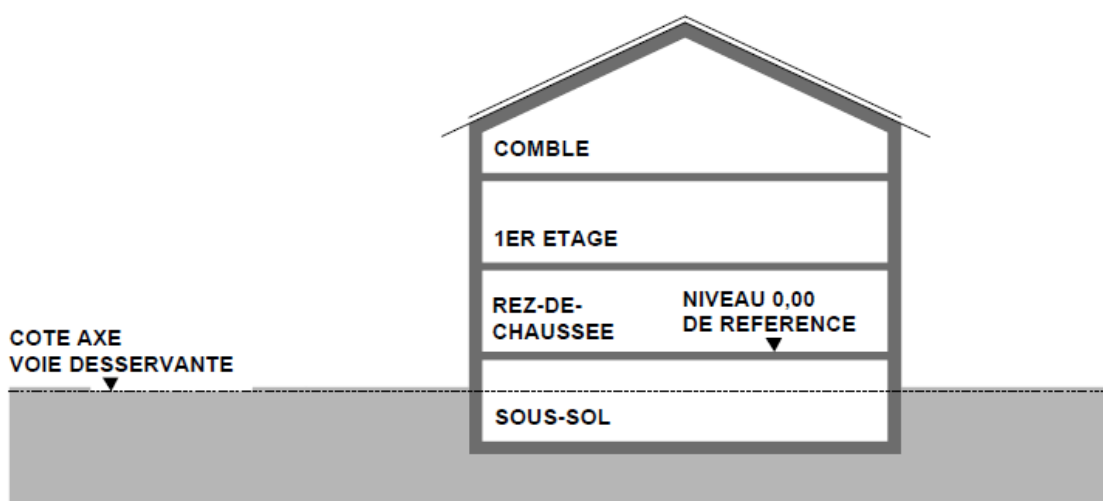 COMBLE
1ER ETAGE
REZ-DE-
CHAUSSEE
NIVEAU 0,00
DE REFERENCE
COTE AXE
VOIE DESSERVANTE
SOUS-SOL